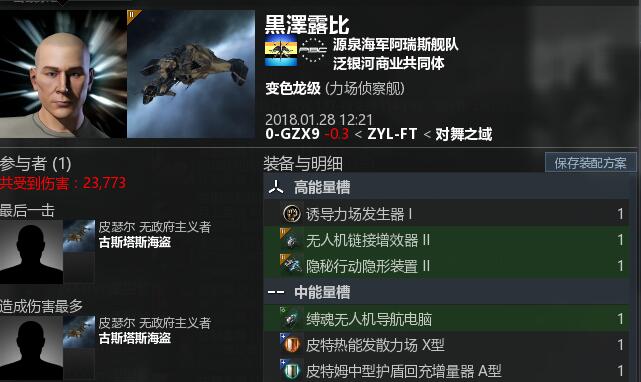 黒澤露比
源泉海军阿瑞斯舰队
泛银河商业共同体
变色龙级 (力场侦察舰)
2018.01.28 12:21
0-GZX9 -0.3 < ZYL-FT < 对舞之域
参与者 (1)
共受到伤害：23,773
最后一击
皮瑟尔 无政府主义者
古斯塔斯海盗
造成伤害最多
皮瑟尔 无政府主义者
古斯塔斯海盗
装备与明细
保存装配方案
高能量槽
诱导力场发生器 I 1
无人机链接增效器 II 1
隐秘行动隐形装置 II 1
中能量槽
缚魂无人机导航电脑 1
皮特热能发散力场 X型 1
皮特姆中型护盾回充增量器 A型 1